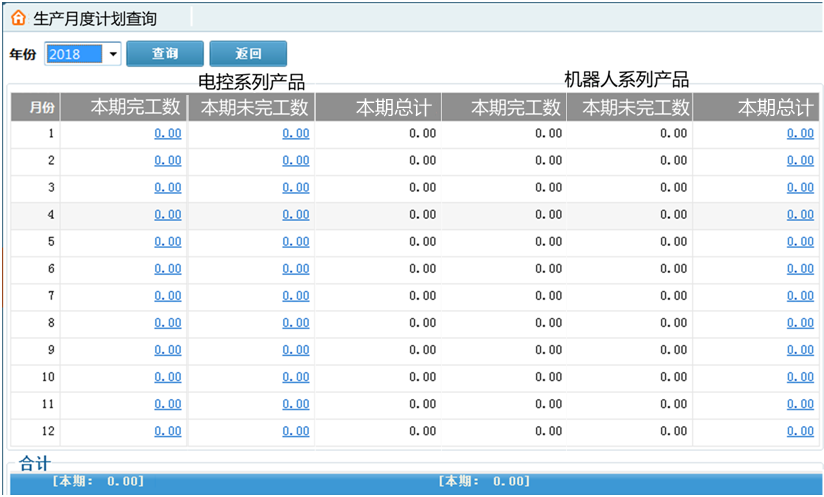 生产月度计划查询
年份 2018 查询 返回
电控系列产品 机器人系列产品
月份 本期完工数 本期未完工数 本期总计 本期完工数 本期未完工数 本期总计
1 0.00 0.00 0.00 0.00 0.00 0.00
2 0.00 0.00 0.00 0.00 0.00 0.00
3 0.00 0.00 0.00 0.00 0.00 0.00
4 0.00 0.00 0.00 0.00 0.00 0.00
5 0.00 0.00 0.00 0.00 0.00 0.00
6 0.00 0.00 0.00 0.00 0.00 0.00
7 0.00 0.00 0.00 0.00 0.00 0.00
8 0.00 0.00 0.00 0.00 0.00 0.00
9 0.00 0.00 0.00 0.00 0.00 0.00
10 0.00 0.00 0.00 0.00 0.00 0.00
11 0.00 0.00 0.00 0.00 0.00 0.00
12 0.00 0.00 0.00 0.00 0.00 0.00
合计
[本期: 0.00] [本期: 0.00]